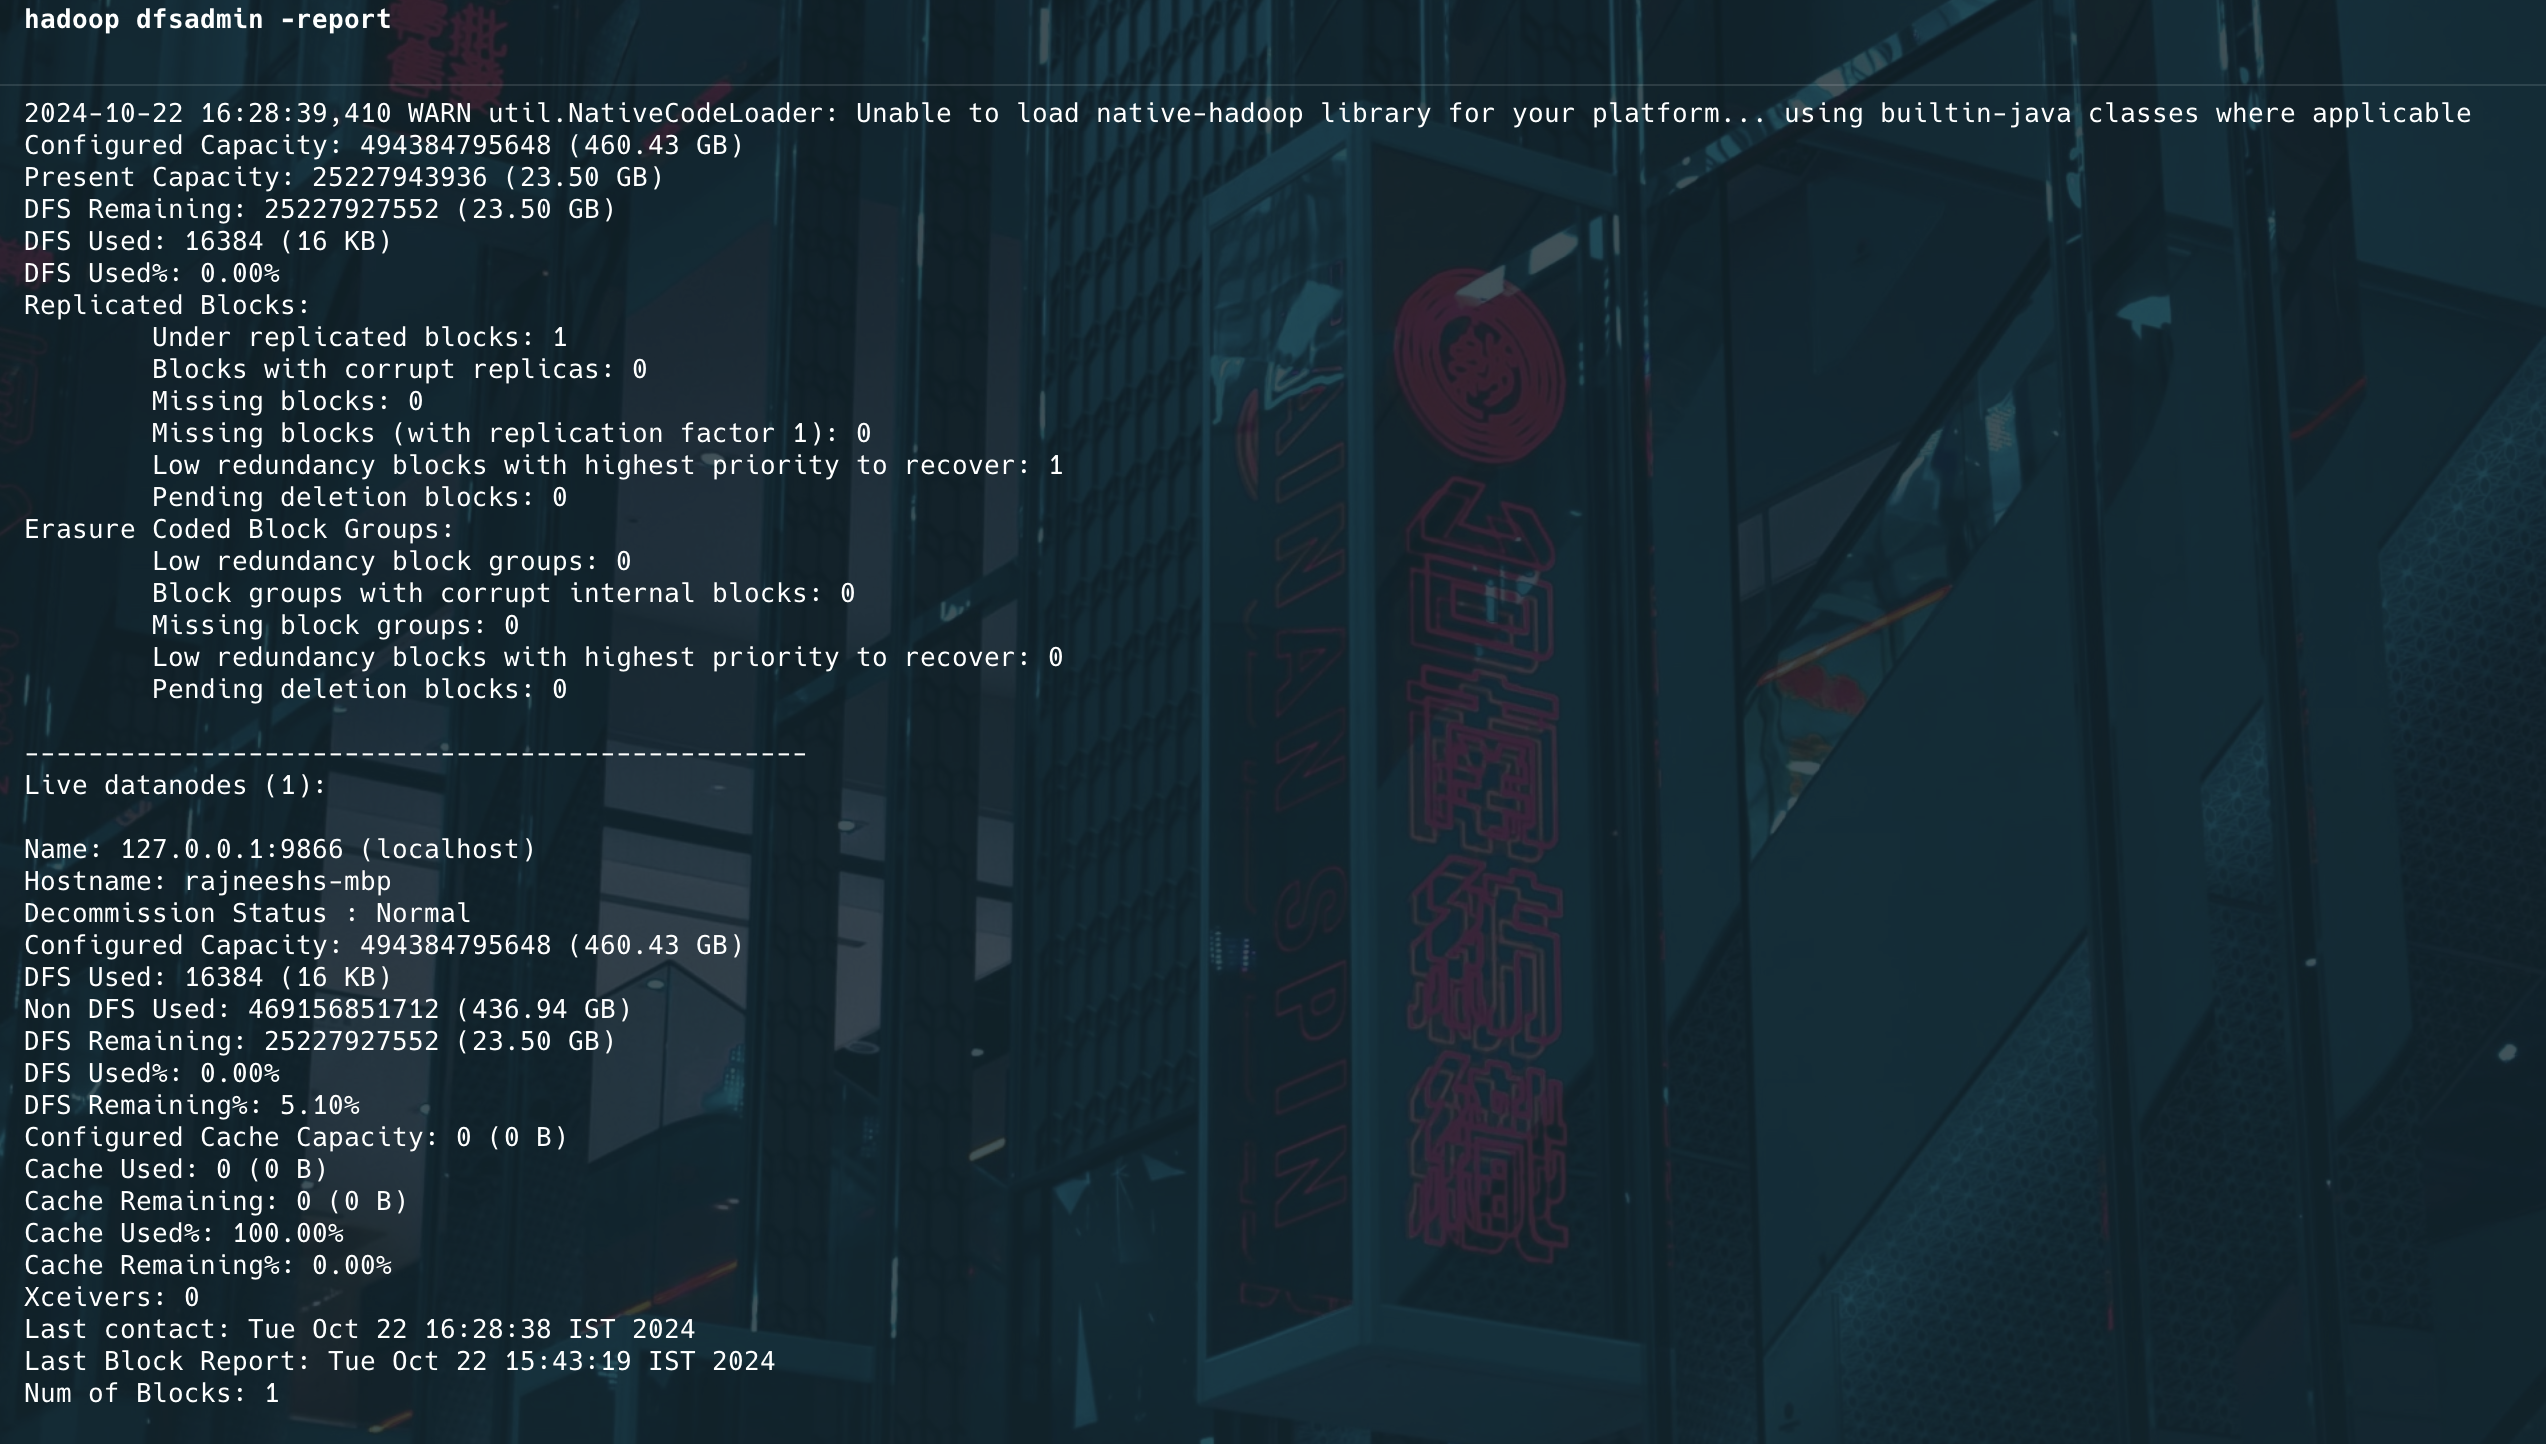 hadoop dfsadmin -report
2024-10-22 16:28:39,410 WARN util.NativeCodeLoader: Unable to load native-hadoop library for your platform... using builtin-java classes where applicable
Configured Capacity: 494384795648 (460.43 GB)
Present Capacity: 25227943936 (23.50 GB)
DFS Remaining: 25227927552 (23.50 GB)
DFS Used: 16384 (16 KB)
DFS Used%: 0.00%
Replicated Blocks:
Under replicated blocks: 1
Blocks with corrupt replicas: 0
Missing blocks: 0
Missing blocks (with replication factor 1): 0
Low redundancy blocks with highest priority to recover: 1
Pending deletion blocks: 0
Erasure Coded Block Groups:
Low redundancy block groups: 0
Block groups with corrupt internal blocks: 0
Missing block groups: 0
Low redundancy blocks with highest priority to recover: 0
Pending deletion blocks: 0
-------------------------------------------------
Live datanodes (1):
Name: 127.0.0.1:9866 (localhost)
Hostname: rajneeshs-mbp
Decommission Status : Normal
Configured Capacity: 494384795648 (460.43 GB)
DFS Used: 16384 (16 KB)
Non DFS Used: 469156851712 (436.94 GB)
DFS Remaining: 25227927552 (23.50 GB)
DFS Used%: 0.00%
DFS Remaining%: 5.10%
Configured Cache Capacity: 0 (0 B)
Cache Used: 0 (0 B)
Cache Remaining: 0 (0 B)
Cache Used%: 100.00%
Cache Remaining%: 0.00%
Xceivers: 0
Last contact: Tue Oct 22 16:28:38 IST 2024
Last Block Report: Tue Oct 22 15:43:19 IST 2024
Num of Blocks: 1
AINAN SPIN